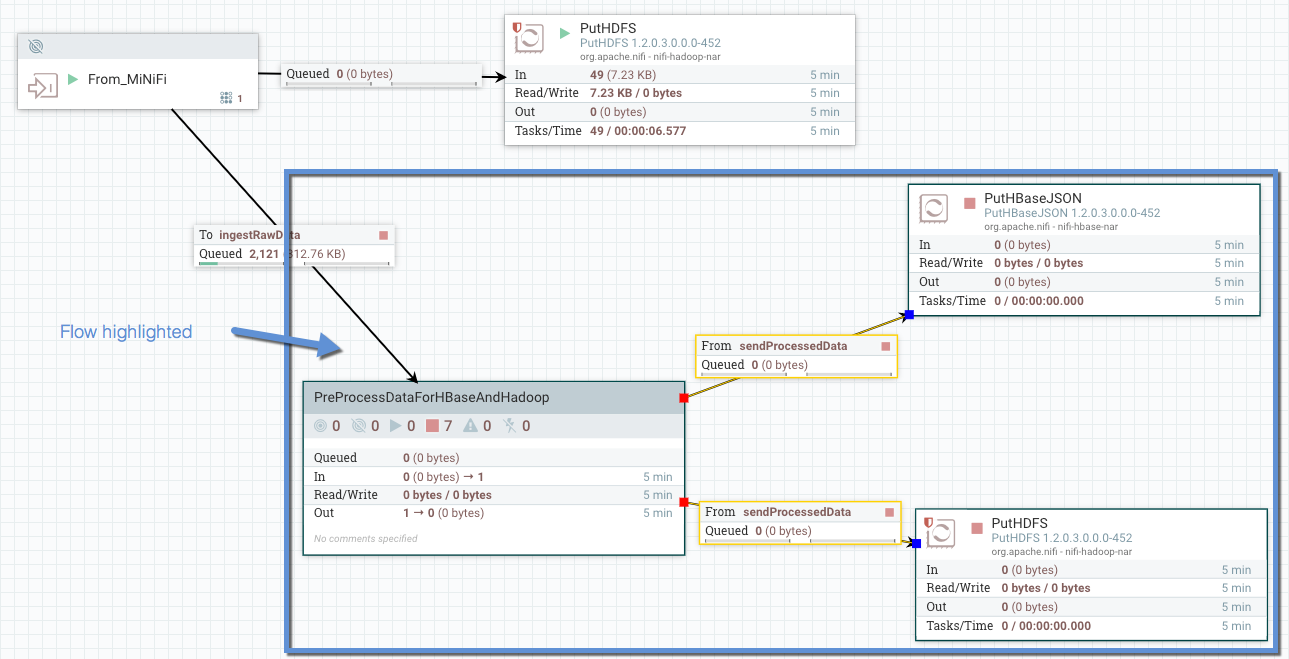 From_MiNiFi
1
Queued 0 (0 bytes)
PutHDFS
PutHDFS 1.2.0.3.0.0.0-452
org.apache.nifi - nifi-hadoop-nar
In 49 (7.23 KB) 5 min
Read/Write 7.23 KB / 0 bytes 5 min
Out 0 (0 bytes) 5 min
Tasks/Time 49 / 00:00:06.577 5 min
To ingestRawData
Queued 2,121 (312.76 KB)
Flow highlighted
PutHBaseJSON
PutHBaseJSON 1.2.0.3.0.0.0-452
org.apache.nifi - nifi-hbase-nar
In 0 (0 bytes) 5 min
Read/Write 0 bytes / 0 bytes 5 min
Out 0 (0 bytes) 5 min
Tasks/Time 0 / 00:00:00.000 5 min
From sendProcessedData
Queued 0 (0 bytes)
PreProcessDataForHBaseAndHadoop
0 0 0 7 0 0
Queued 0 (0 bytes)
In 0 (0 bytes) → 1 5 min
Read/Write 0 bytes / 0 bytes 5 min
Out 1 → 0 (0 bytes) 5 min
No comments specified
From sendProcessedData
Queued 0 (0 bytes)
PutHDFS
PutHDFS 1.2.0.3.0.0.0-452
org.apache.nifi - nifi-hadoop-nar
In 0 (0 bytes) 5 min
Read/Write 0 bytes / 0 bytes 5 min
Out 0 (0 bytes) 5 min
Tasks/Time 0 / 00:00:00.000 5 min